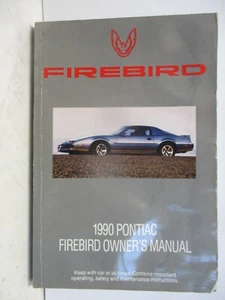 FIREBIRD
1990 PONTIAC
FIREBIRD OWNER'S MANUAL
Keep with car at all times. Contains important
operating, safety and maintenance instructions.